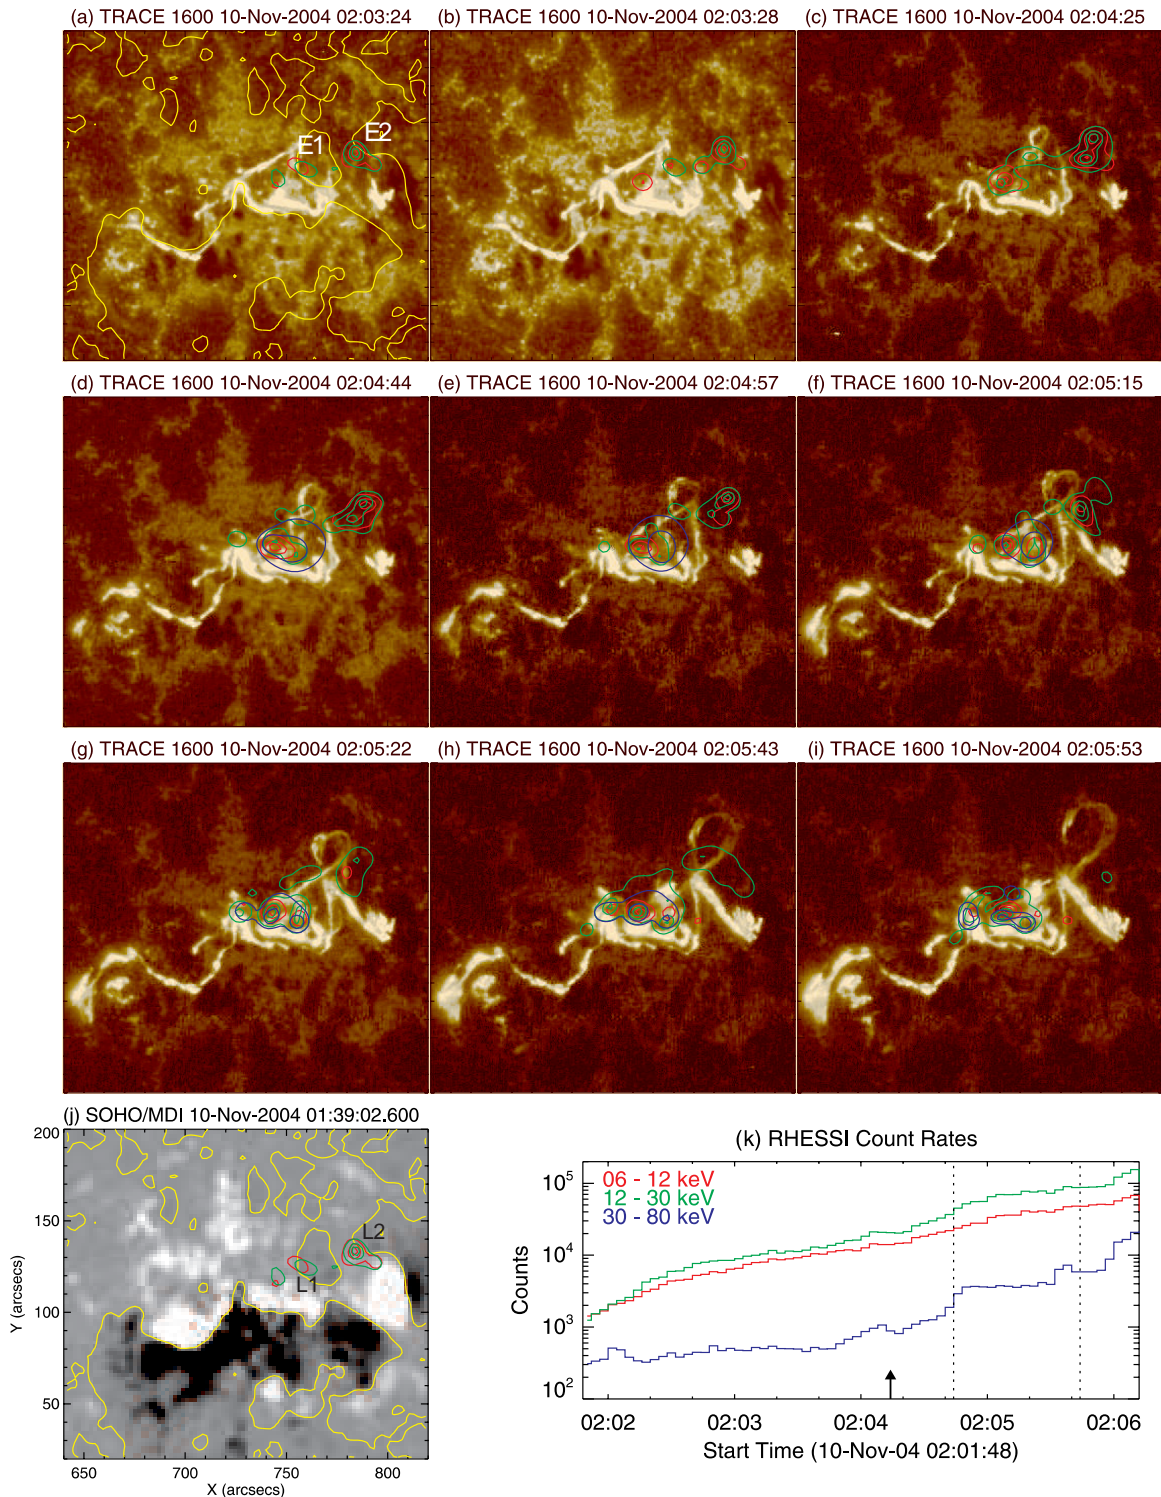 (a) TRACE 1600 10-Nov-2004 02:03:24
(b) TRACE 1600 10-Nov-2004 02:03:28
(c) TRACE 1600 10-Nov-2004 02:04:25
E1
E2
(d) TRACE 1600 10-Nov-2004 02:04:44
(e) TRACE 1600 10-Nov-2004 02:04:57
(f) TRACE 1600 10-Nov-2004 02:05:15
(g) TRACE 1600 10-Nov-2004 02:05:22
(h) TRACE 1600 10-Nov-2004 02:05:43
(i) TRACE 1600 10-Nov-2004 02:05:53
(j) SOHO/MDI 10-Nov-2004 01:39:02.600
200
150
100
50
Y (arcsecs)
L2
L1
650
700
750
800
X (arcsecs)
(k) RHESSI Count Rates
06 - 12 keV
12 - 30 keV
30 - 80 keV
10^5
10^4
10^3
10^2
Counts
02:02
02:03
02:04
02:05
02:06
Start Time (10-Nov-04 02:01:48)